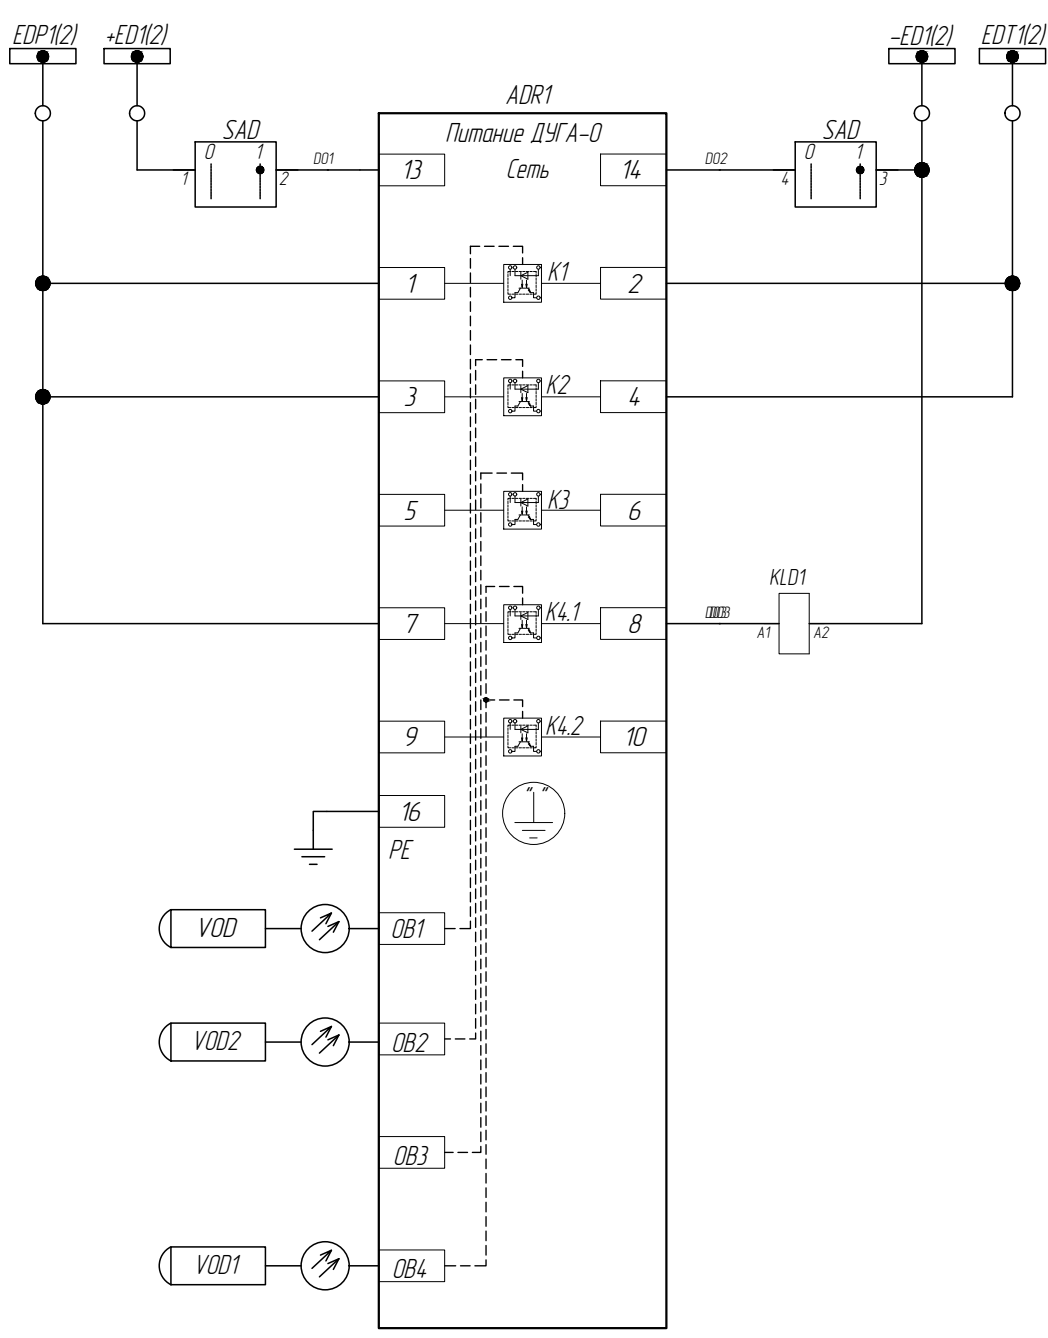 EDP1(2) +ED1(2) -ED1(2) EDT1(2)
ADR1
Питание ДУГА-О
Сеть
SAD
0 1
1 2
DO1
13
14
DO2
SAD
0 1
4 3
1 K1 2
3 K2 4
5 K3 6
KLD1
7 K4.1 8
A1 A2
9 K4.2 10
16
" "
PE
VOD OB1
VOD2 OB2
OB3
VOD1 OB4